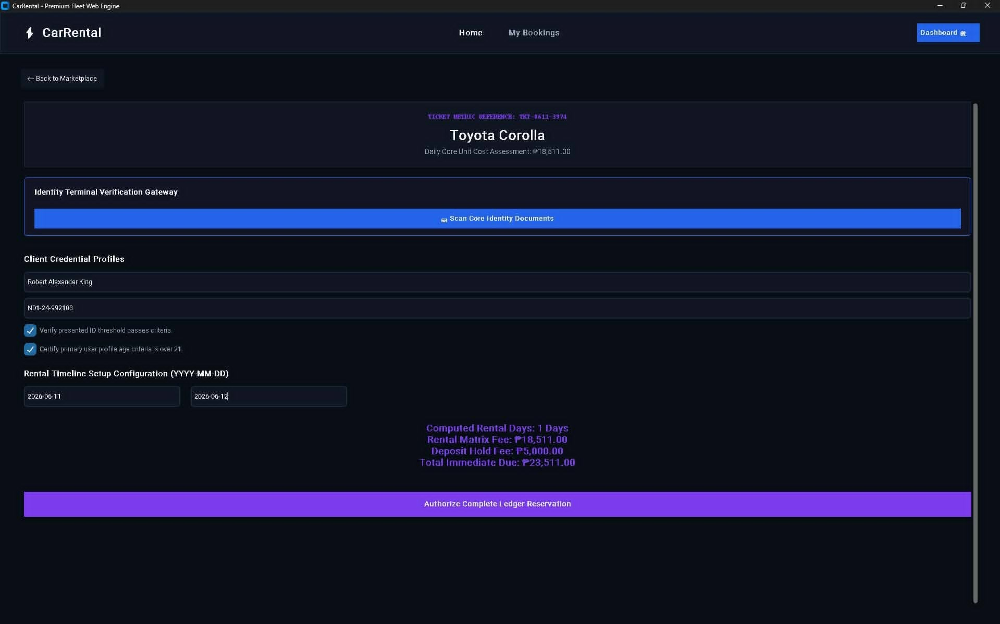 CarRental - Premium Fleet Web Engine
CarRental
Home
My Bookings
Dashboard
← Back to Marketplace
TICKET METRIC REFERENCE: TKT-0611-3974
Toyota Corolla
Daily Core Unit Cost Assessment: ₱18,511.00
Identity Terminal Verification Gateway
Scan Core Identity Documents
Client Credential Profiles
Robert Alexander King
N01-24-992103
Verify presented ID threshold passes criteria.
Certify primary user profile age criteria is over 21.
Rental Timeline Setup Configuration (YYYY-MM-DD)
2026-06-11
2026-06-12
Computed Rental Days: 1 Days
Rental Matrix Fee: ₱18,511.00
Deposit Hold Fee: ₱5,000.00
Total Immediate Due: ₱23,511.00
Authorize Complete Ledger Reservation